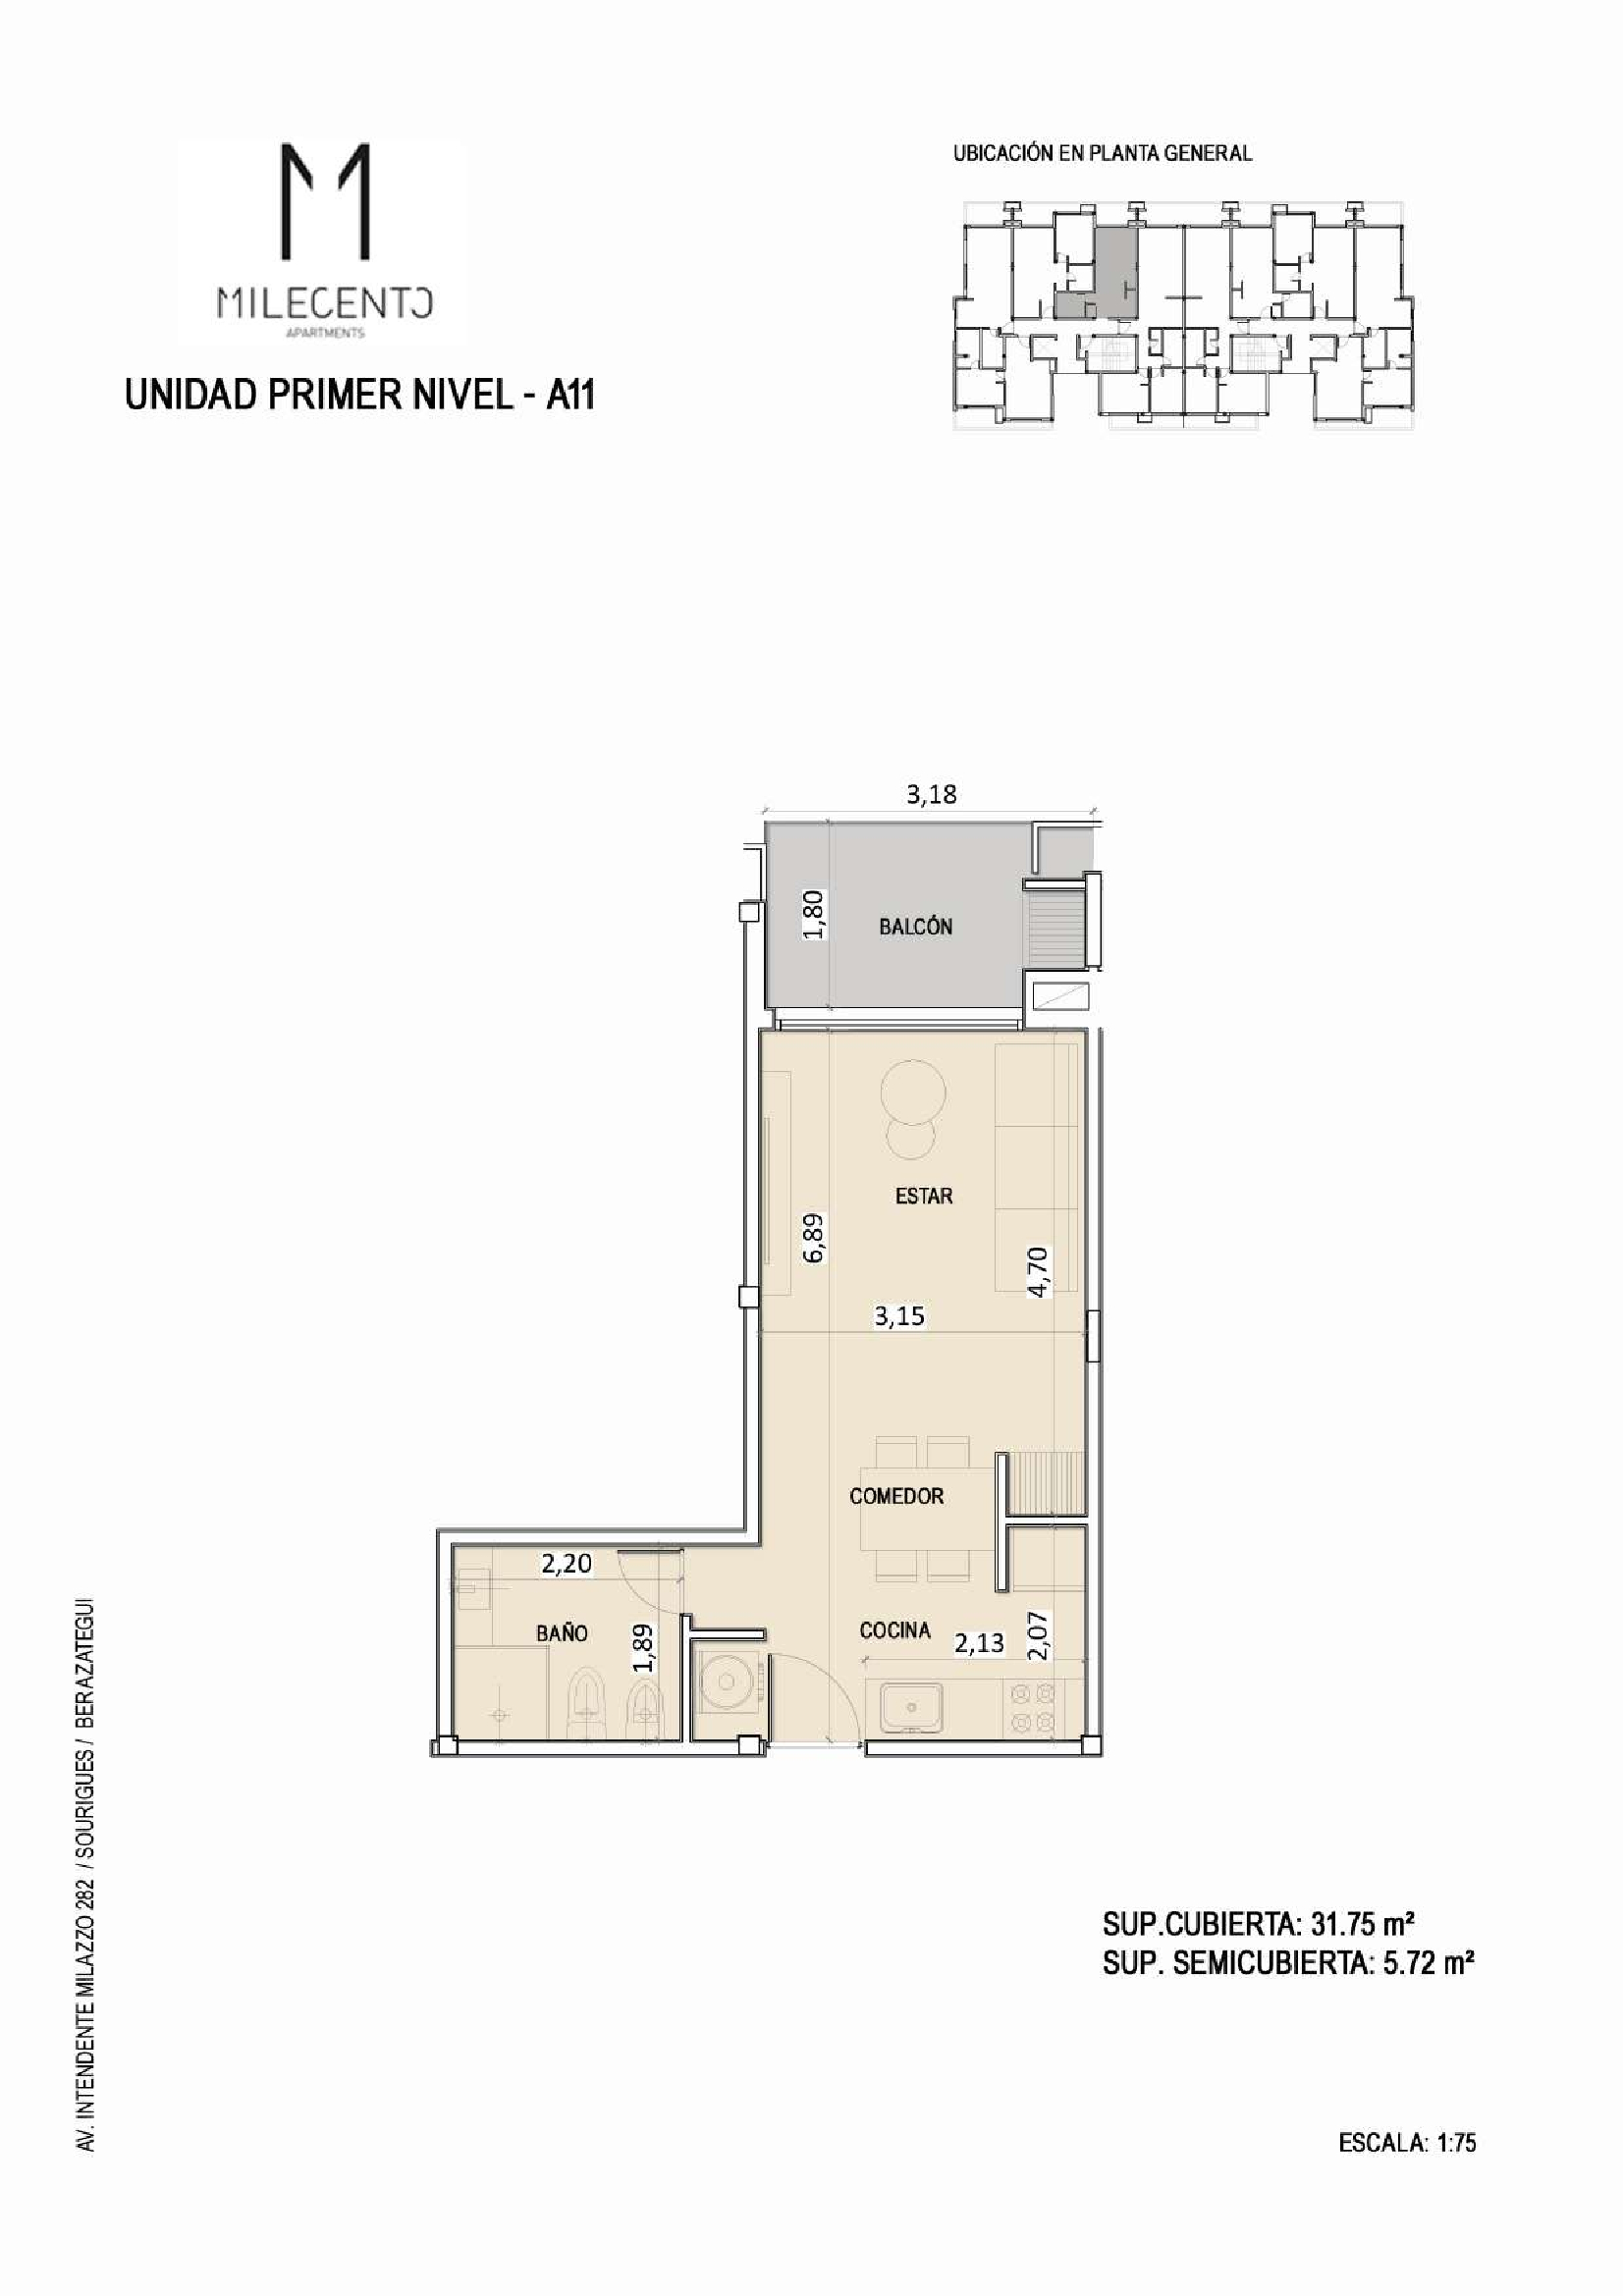 MILECENTO
APARTMENTS
UNIDAD PRIMER NIVEL - A11
UBICACIÓN EN PLANTA GENERAL
3,18
1,80
BALCÓN
ESTAR
6,89
4,70
3,15
COMEDOR
2,20
BAÑO
1,89
COCINA
2,13
2,07
AV. INTENDENTE MILAZZO 282 / SOURIGUES / BERAZATEGUI
SUP.CUBIERTA: 31.75 m²
SUP. SEMICUBIERTA: 5.72 m²
ESCALA: 1:75